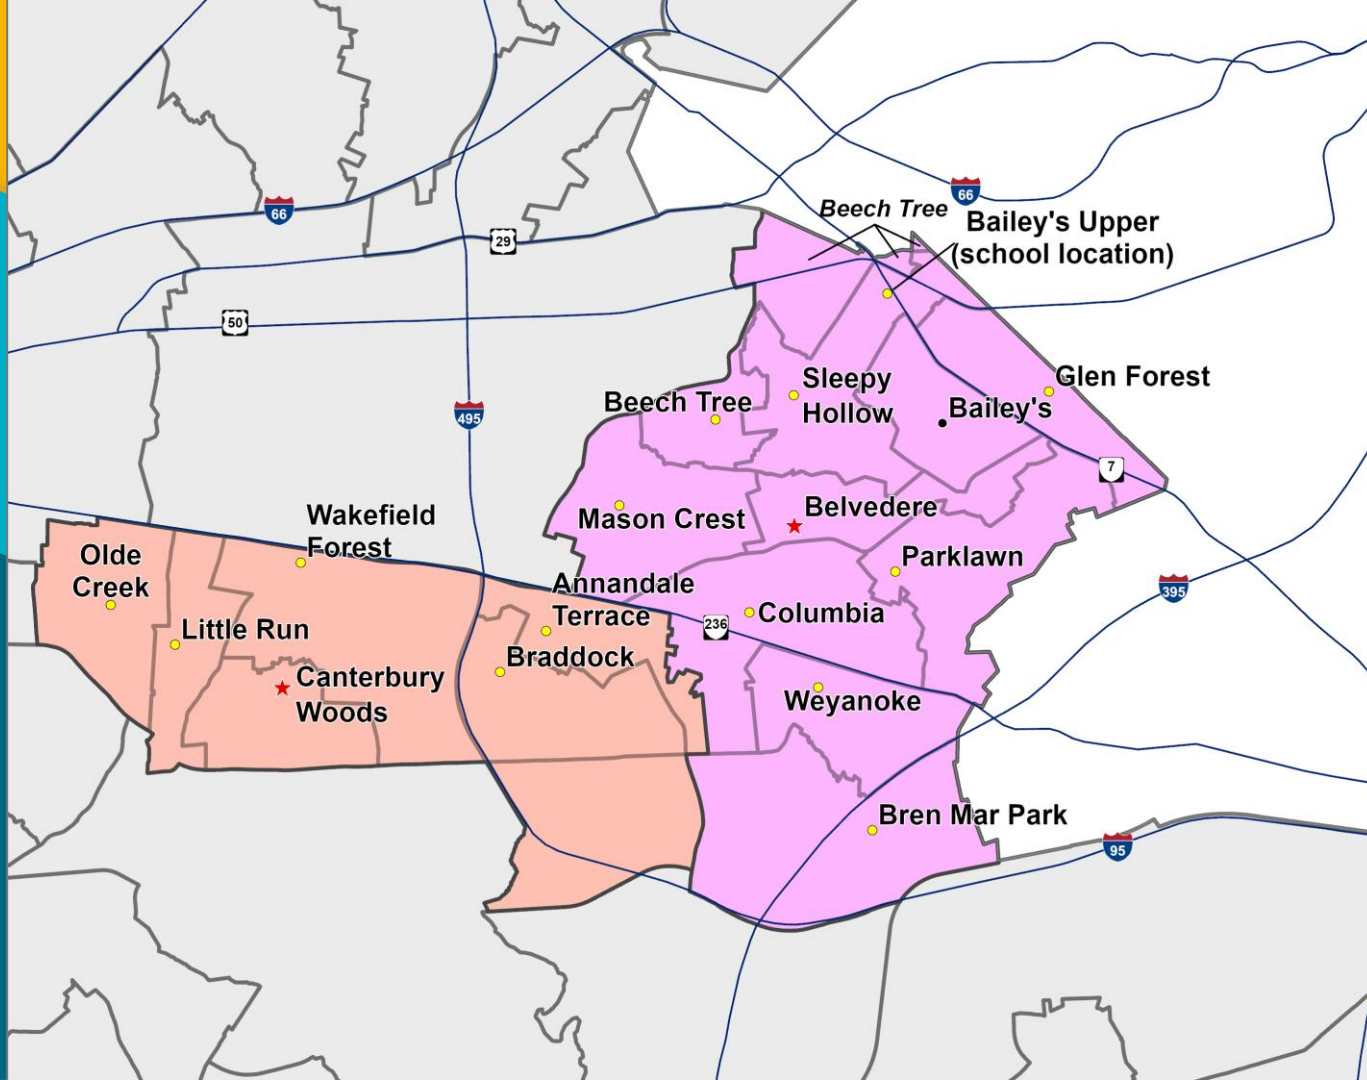 66
66
Beech Tree
Bailey's Upper
(school location)
29
50
Sleepy
Hollow
Glen Forest
Beech Tree
Bailey's
495
7
Wakefield
Forest
Mason Crest
Belvedere
Olde
Creek
Annandale
Terrace
Parklawn
395
Little Run
236
Columbia
Braddock
Canterbury
Woods
Weyanoke
Bren Mar Park
95